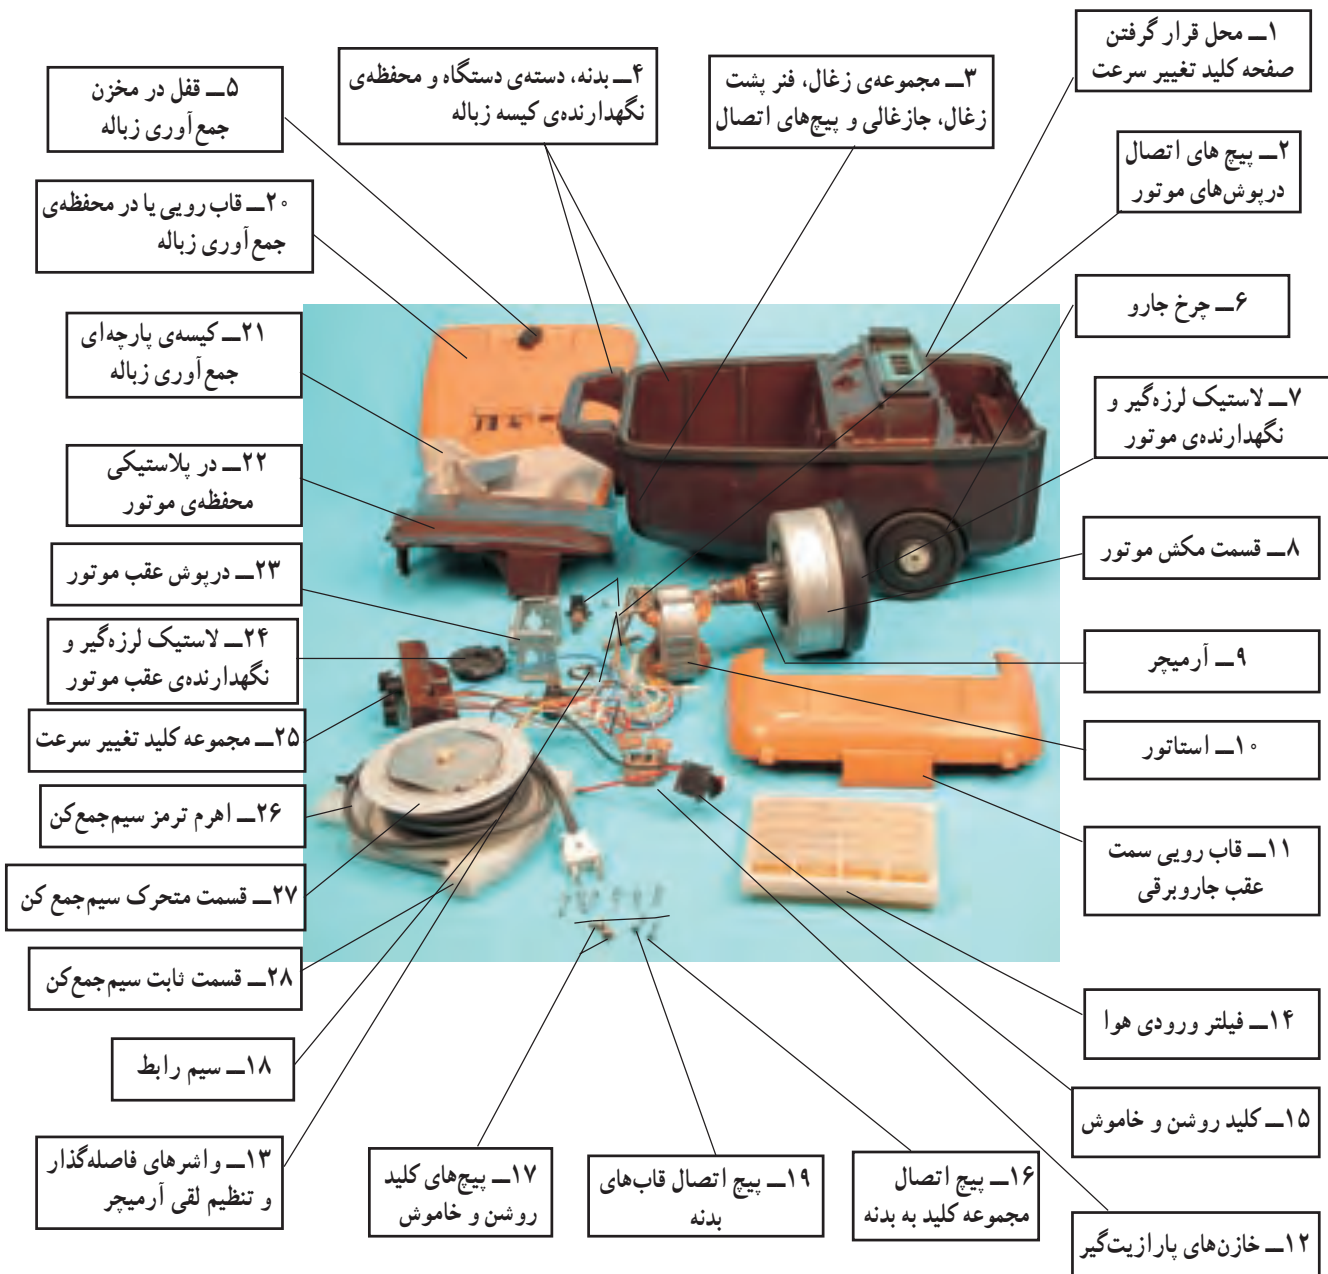 ۱ــ محل قرار گرفتن
صفحه کلید تغییر سرعت
۲ــ پیچ های اتصال
درپوش‌های موتور
۳ــ مجموعه‌ی زغال، فنر پشت
زغال، جازغالی و پیچ‌های اتصال
۴ــ بدنه، دسته‌ی دستگاه و محفظه‌ی
نگهدارنده‌ی کیسه زباله
۵ــ قفل در مخزن
جمع‌آوری زباله
۲۰ــ قاب رویی یا در محفظه‌ی
جمع‌آوری زباله
۶ــ چرخ جارو
۲۱ــ کیسه‌ی پارچه‌ای
جمع‌آوری زباله
۷ــ لاستیک لرزه‌گیر و
نگهدارنده‌ی موتور
۲۲ــ در پلاستیکی
محفظه‌ی موتور
۸ــ قسمت مکش موتور
۲۳ــ درپوش عقب موتور
۹ــ آرمیچر
۲۴ــ لاستیک لرزه‌گیر و
نگهدارنده‌ی عقب موتور
۱۰ــ استاتور
۲۵ــ مجموعه کلید تغییر سرعت
۲۶ــ اهرم ترمز سیم‌جمع‌کن
۱۱ــ قاب رویی سمت
عقب جاروبرقی
۲۷ــ قسمت متحرک سیم‌جمع کن
۲۸ــ قسمت ثابت سیم‌جمع‌کن
۱۴ــ فیلتر ورودی هوا
۱۸ــ سیم رابط
۱۵ــ کلید روشن و خاموش
۱۳ــ واشرهای فاصله‌گذار
و تنظیم لقی آرمیچر
۱۷ــ پیچ‌های کلید
روشن و خاموش
۱۹ــ پیچ اتصال قاب‌های
بدنه
۱۶ــ پیچ اتصال
مجموعه کلید به بدنه
۱۲ــ خازن‌های پارازیت‌گیر